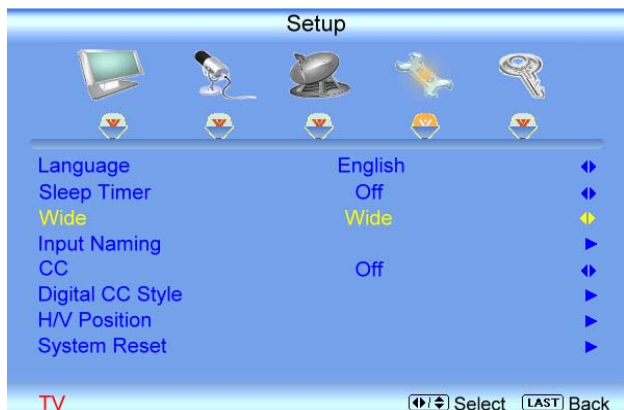 Setup
Language English
Sleep Timer Off
Wide Wide
Input Naming
CC Off
Digital CC Style
H/V Position
System Reset
TV Select LAST Back